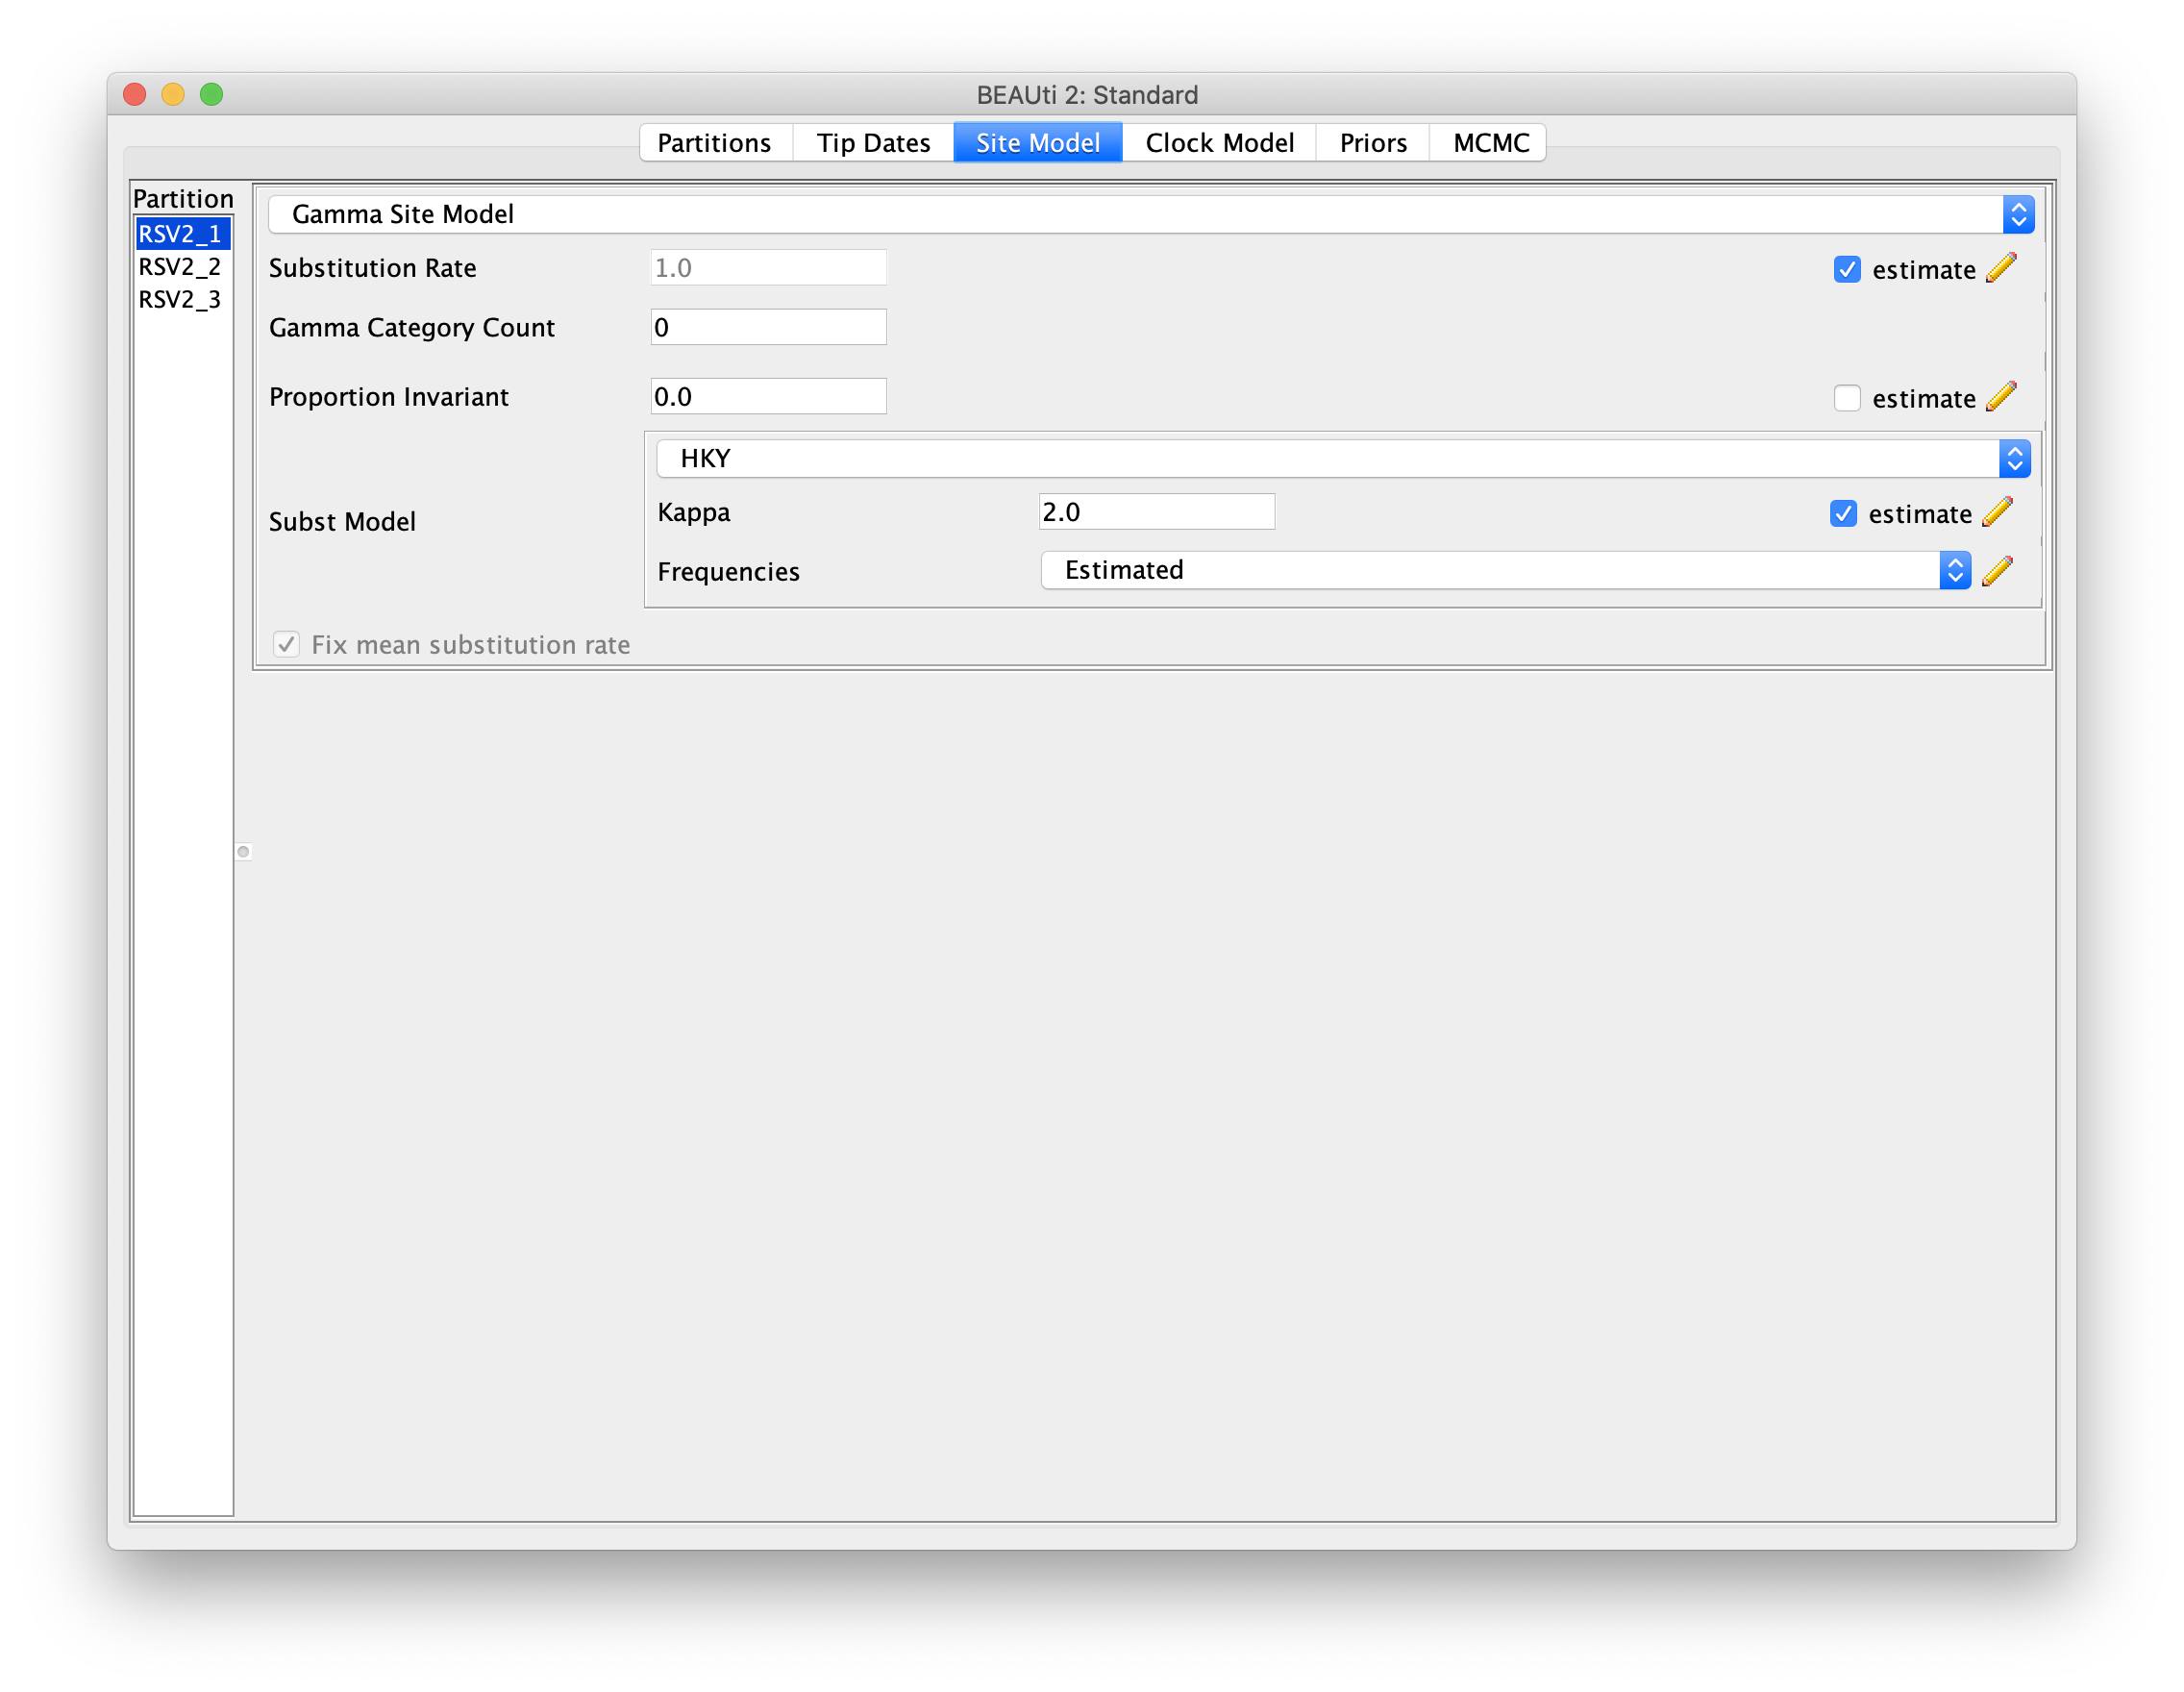 BEAUti 2: Standard
Partitions Tip Dates Site Model Clock Model Priors MCMC
Partition
RSV2_1
RSV2_2
RSV2_3
Gamma Site Model
Substitution Rate 1.0 estimate
Gamma Category Count 0
Proportion Invariant 0.0 estimate
HKY
Subst Model
Kappa 2.0 estimate
Frequencies Estimated
Fix mean substitution rate